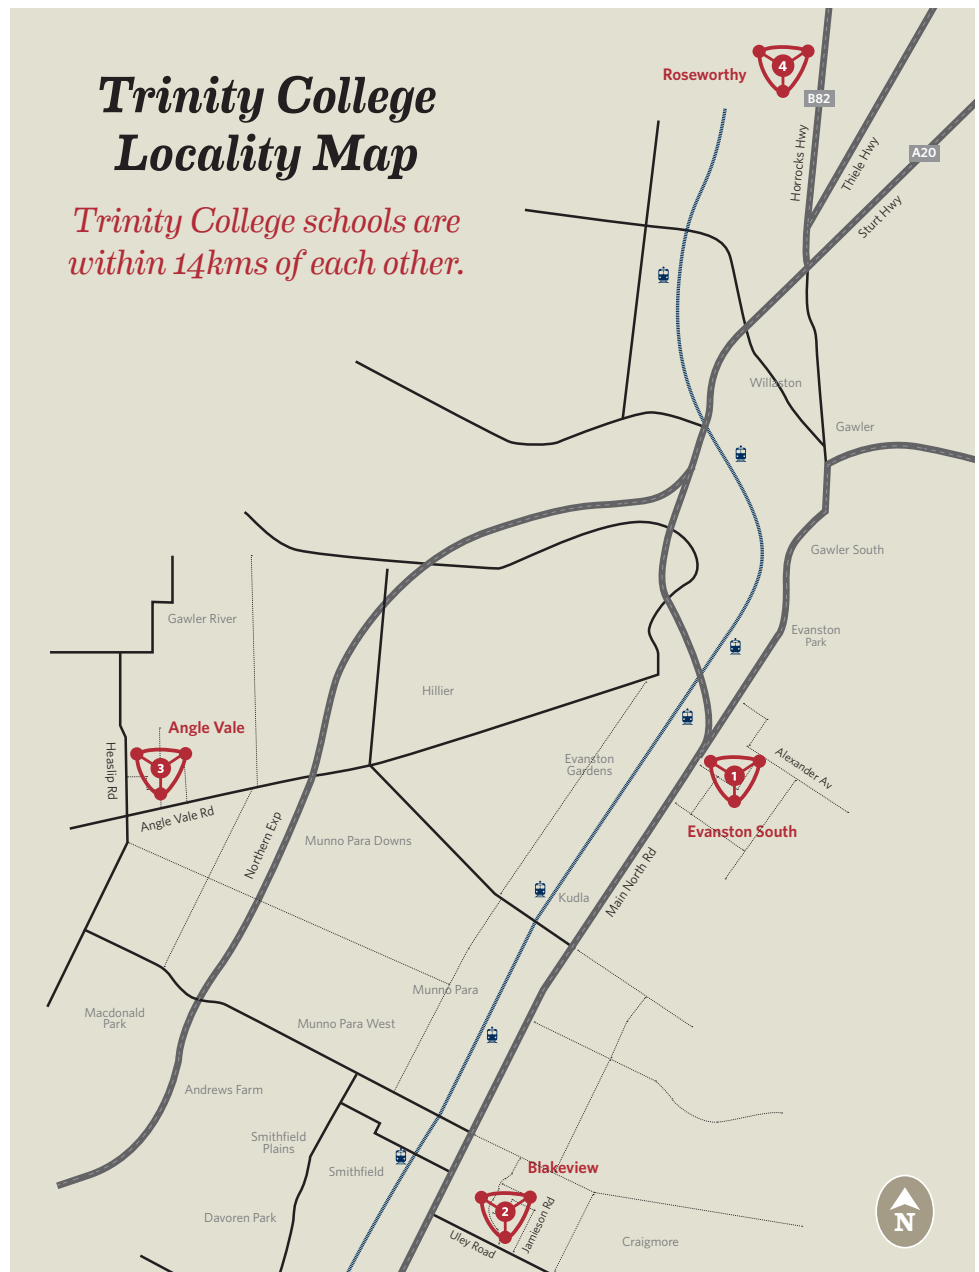 Trinity College
Locality Map
Trinity College schools are
within 14kms of each other.
Roseworthy
4
B82
Horrocks Hwy
Thiele Hwy
A20
Sturt Hwy
Willaston
Gawler
Gawler South
Evanston
Park
Gawler River
Hillier
Angle Vale
3
Heaslip Rd
Angle Vale Rd
Northern Exp
Evanston
Gardens
1
Alexander Av
Evanston South
Munno Para Downs
Kudla
Main North Rd
Munno Para
Macdonald
Park
Munno Para West
Andrews Farm
Smithfield
Plains
Smithfield
Blakeview
2
Jamieson Rd
Uley Road
Davoren Park
Craigmore
N